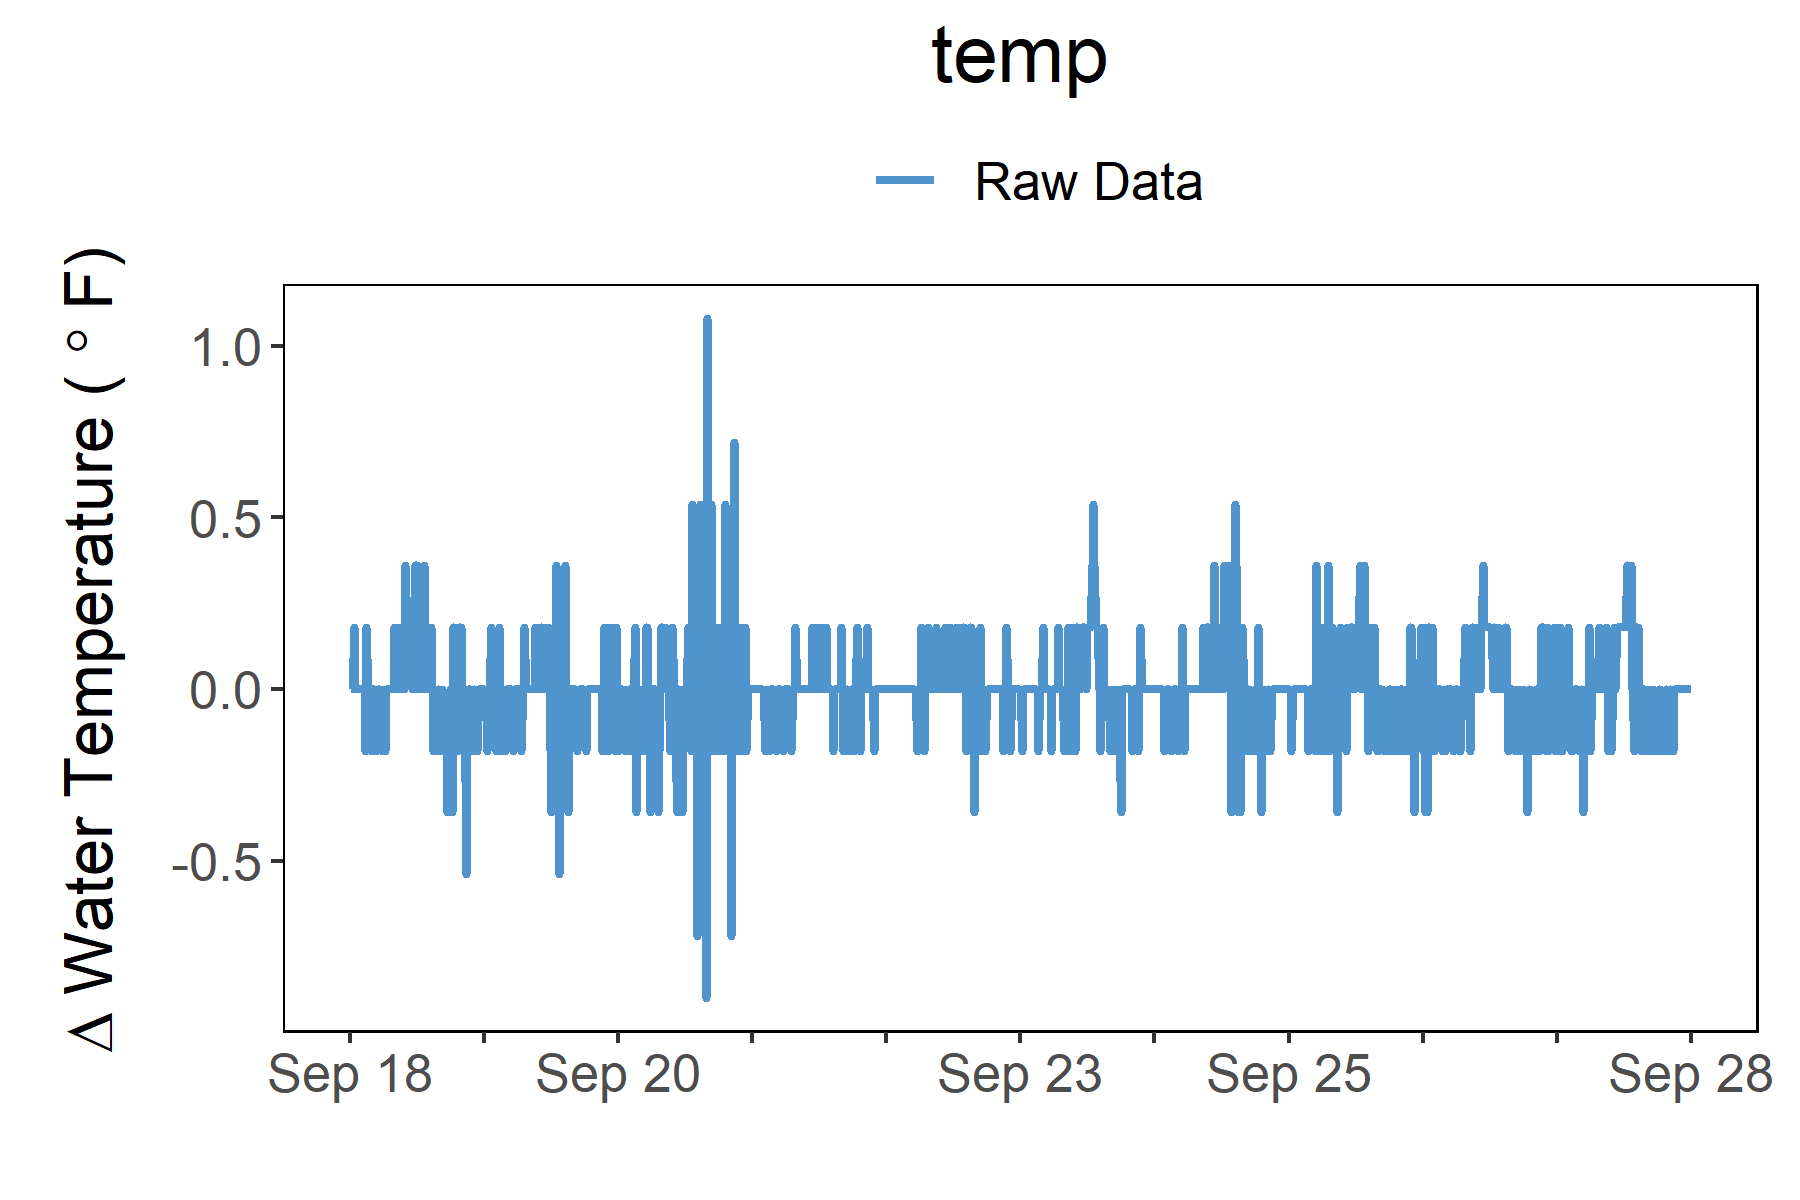 temp
Raw Data
Δ Water Temperature ( ° F)
1.0
0.5
0.0
-0.5
Sep 18 Sep 20 Sep 23 Sep 25 Sep 28